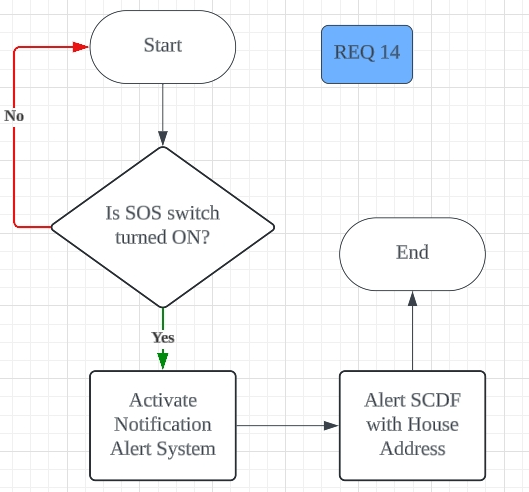 Start
REQ 14
No
Is SOS switch
turned ON?
End
Yes
Activate
Notification
Alert System
Alert SCDF
with House
Address